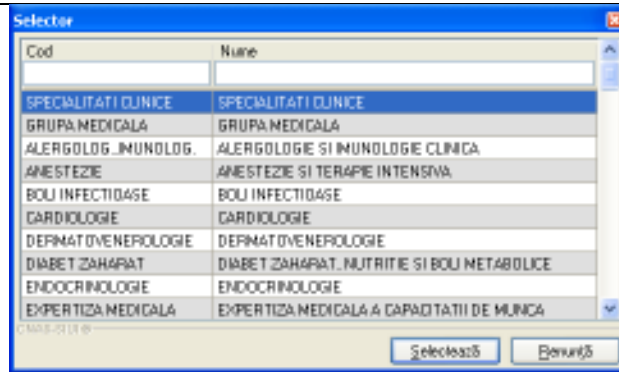 Selector
Cod Nume
SPECIALITATI CLINICE SPECIALITATI CLINICE
GRUPA MEDICALA GRUPA MEDICALA
ALERGOLOG._IMUNOLOG. ALERGOLOGIE SI IMUNOLOGIE CLINICA
ANESTEZIE ANESTEZIE SI TERAPIE INTENSIVA
BOLI INFECTIOASE BOLI INFECTIOASE
CARDIOLOGIE CARDIOLOGIE
DERMATOVENEROLOGIE DERMATOVENEROLOGIE
DIABET ZAHARAT DIABET ZAHARAT, NUTRITIE SI BOLI METABOLICE
ENDOCRINOLOGIE ENDOCRINOLOGIE
EXPERTIZA MEDICALA EXPERTIZA MEDICALA A CAPACITATII DE MUNCA
Selectează Renunţă